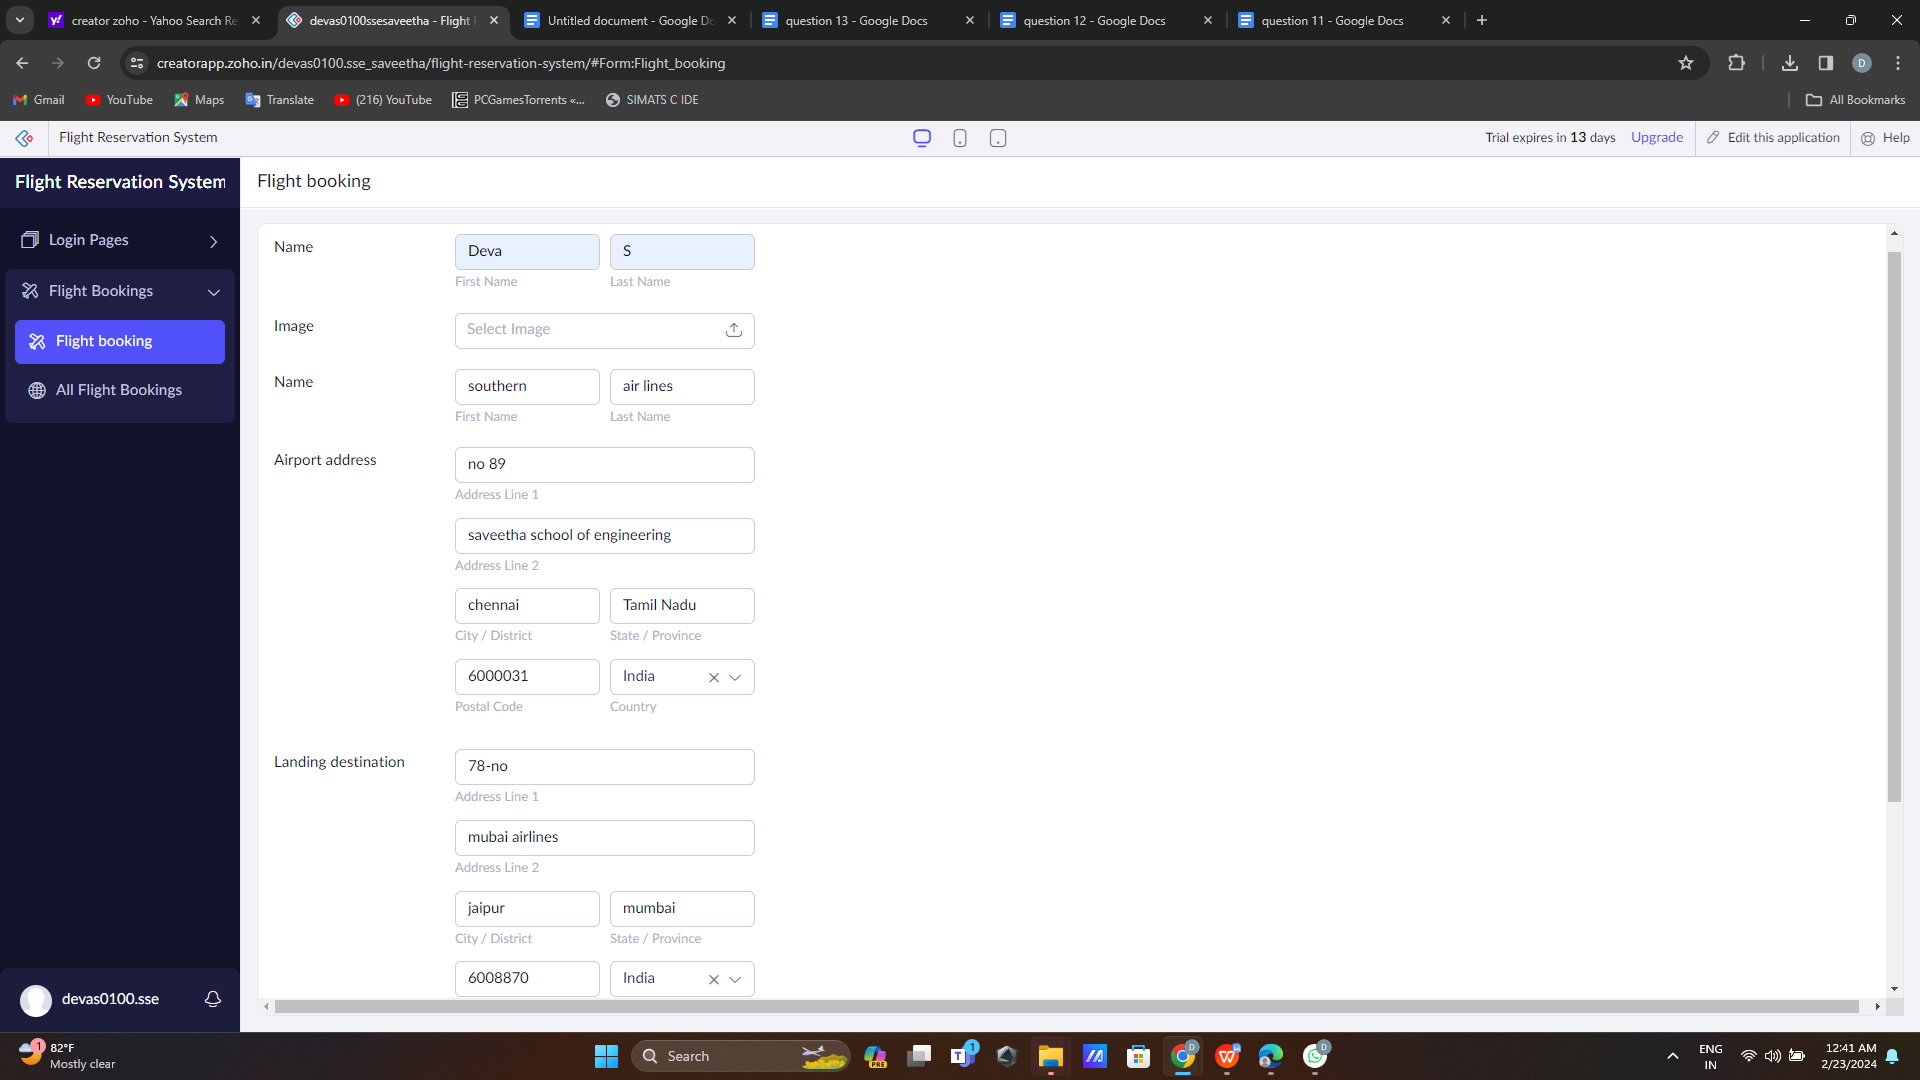 creator zoho - Yahoo Search Re
devas0100ssesaveetha - Flight
Untitled document - Google Do
question 13 - Google Docs
question 12 - Google Docs
question 11 - Google Docs
creatorapp.zoho.in/devas0100.sse_saveetha/flight-reservation-system/#Form:Flight_booking
D
Gmail
YouTube
Maps
Translate
(216) YouTube
PCGamesTorrents «...
SIMATS C IDE
All Bookmarks
Flight Reservation System
Trial expires in 13 days
Upgrade
Edit this application
Help
Flight Reservation System
Login Pages
Flight Bookings
Flight booking
All Flight Bookings
devas0100.sse
Flight booking
Name
Deva
S
First Name
Last Name
Image
Select Image
Name
southern
air lines
First Name
Last Name
Airport address
no 89
Address Line 1
saveetha school of engineering
Address Line 2
chennai
Tamil Nadu
City / District
State / Province
6000031
India
Postal Code
Country
Landing destination
78-no
Address Line 1
mubai airlines
Address Line 2
jaipur
mumbai
City / District
State / Province
6008870
India
1
82°F
Mostly clear
Search
PRE
1
D
D
ENG
IN
12:41 AM
2/23/2024